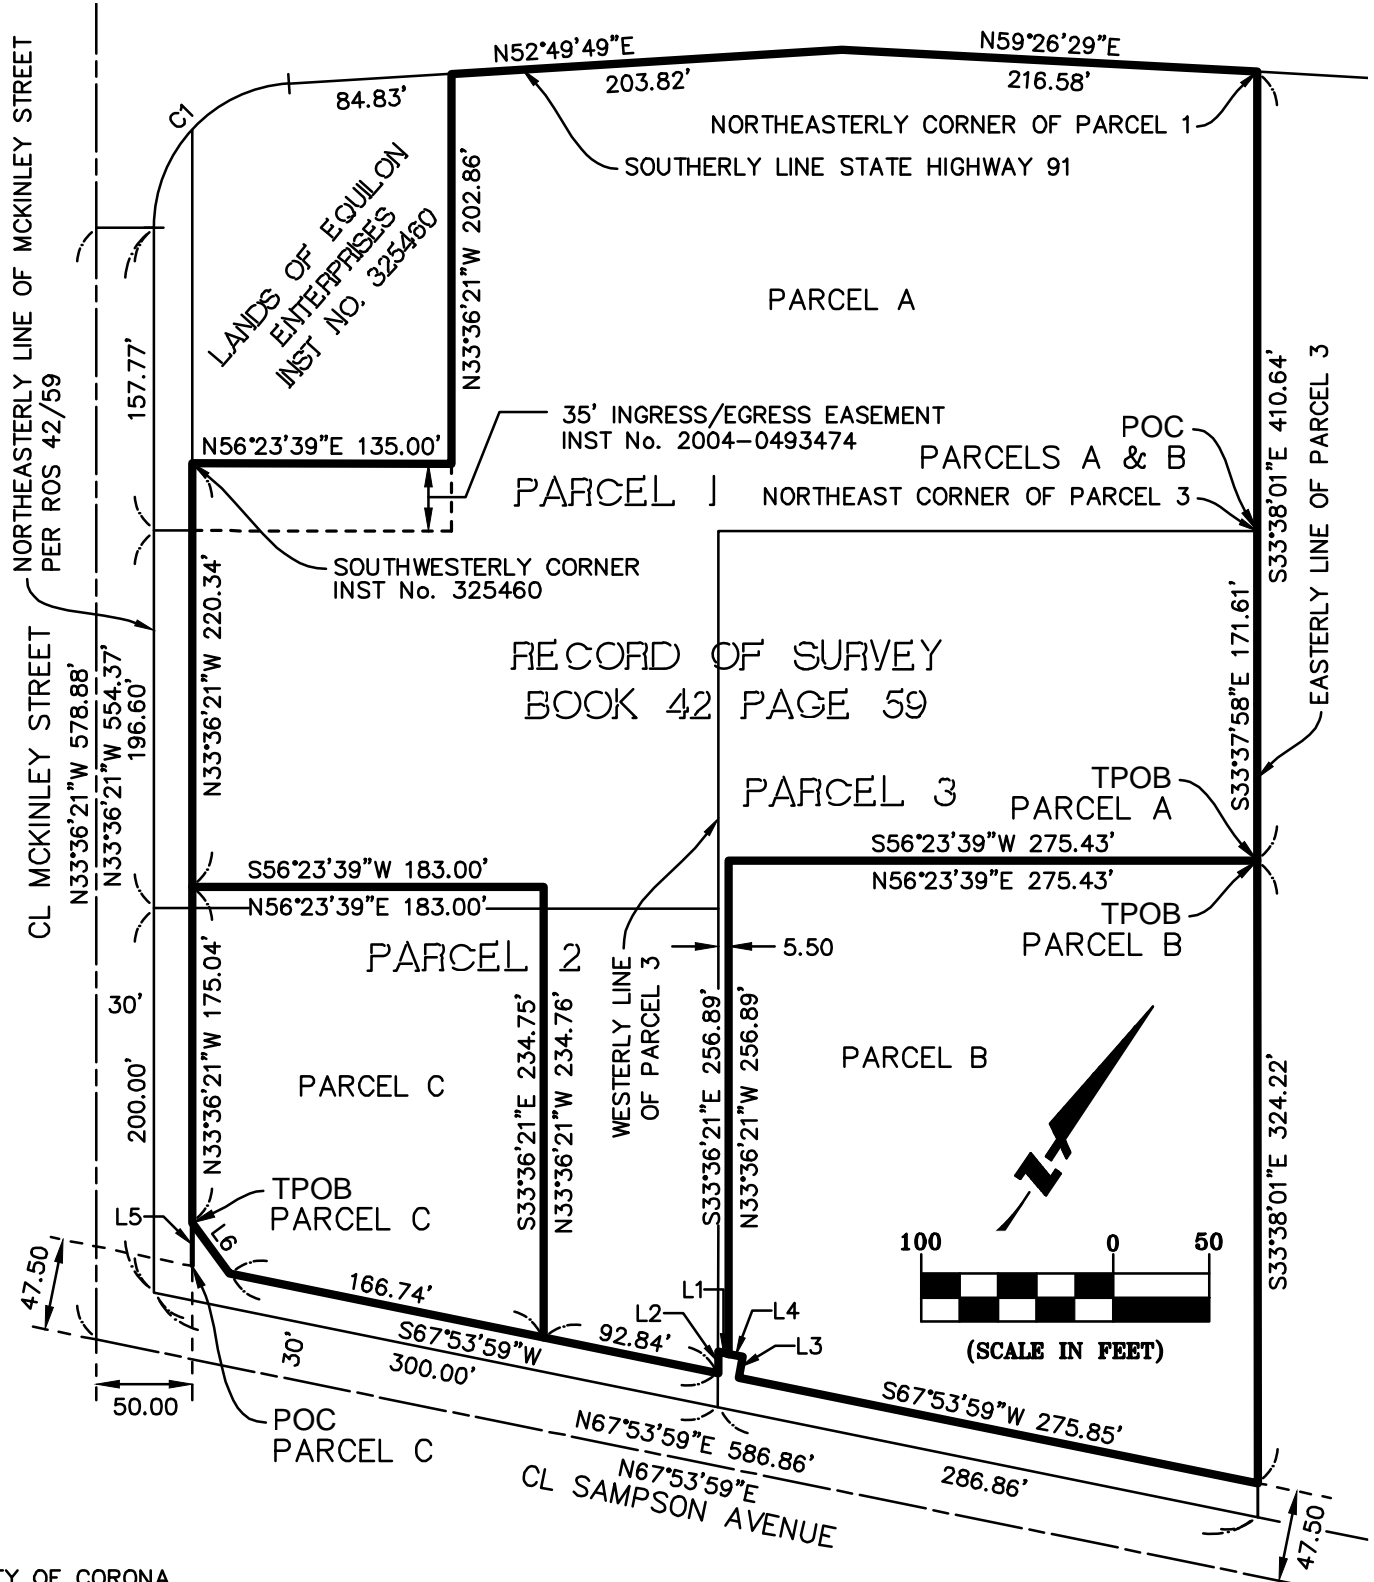 N52°49'49"E
203.82'
N59°26'29"E
216.58'
84.83'
C1
NORTHEASTERLY CORNER OF PARCEL 1
SOUTHERLY LINE STATE HIGHWAY 91
NORTHEASTERLY LINE OF MCKINLEY STREET
PER ROS 42/59
LANDS OF EQUILON
ENTERPRISES
INST NO. 325460
N33°36'21"W 202.86'
PARCEL A
157.77'
N56°23'39"E 135.00'
35' INGRESS/EGRESS EASEMENT
INST No. 2004-0493474
POC
PARCELS A & B
NORTHEAST CORNER OF PARCEL 3
S33°38'01"E 410.64'
EASTERLY LINE OF PARCEL 3
PARCEL 1
SOUTHWESTERLY CORNER
INST No. 325460
N33°36'21"W 220.34'
RECORD OF SURVEY
BOOK 42 PAGE 59
S33°37'58"E 171.61'
CL MCKINLEY STREET
N33°36'21"W 578.88'
N33°36'21"W 554.37'
196.60'
PARCEL 3
TPOB
PARCEL A
S56°23'39"W 275.43'
N56°23'39"E 275.43'
TPOB
PARCEL B
S56°23'39"W 183.00'
N56°23'39"E 183.00'
PARCEL 2
5.50
WESTERLY LINE
OF PARCEL 3
30'
200.00'
N33°36'21"W 175.04'
PARCEL C
S33°36'21"E 234.75'
N33°36'21"W 234.76'
S33°36'21"E 256.89'
N33°36'21"W 256.89'
PARCEL B
S33°38'01"E 324.22'
N
TPOB
PARCEL C
L5
L6
47.50
166.74'
S67°53'59"W
92.84'
300.00'
30'
L1
L2
L4
L3
100 0 50
(SCALE IN FEET)
50.00
POC
PARCEL C
S67°53'59"W 275.85'
N67°53'59"E 586.86'
N67°53'59"E
286.86'
CL SAMPSON AVENUE
47.50
TY OF CORONA